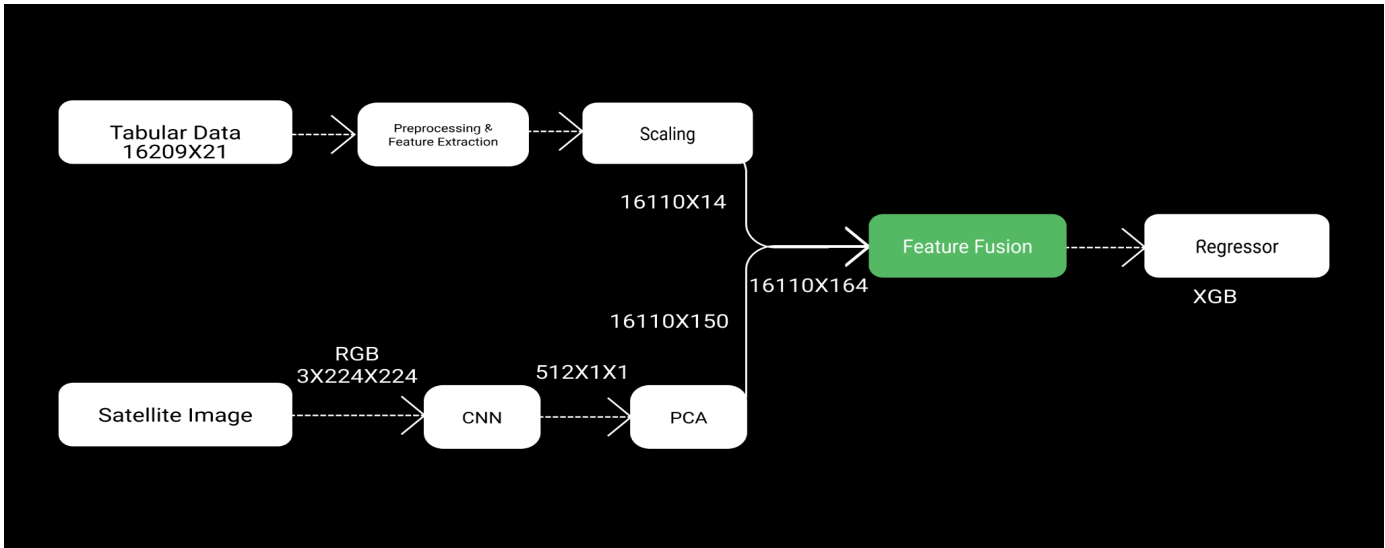 Tabular Data
16209X21
Preprocessing &
Feature Extraction
Scaling
16110X14
Feature Fusion
Regressor
16110X164
XGB
16110X150
RGB
3X224X224
512X1X1
Satellite Image
CNN
PCA